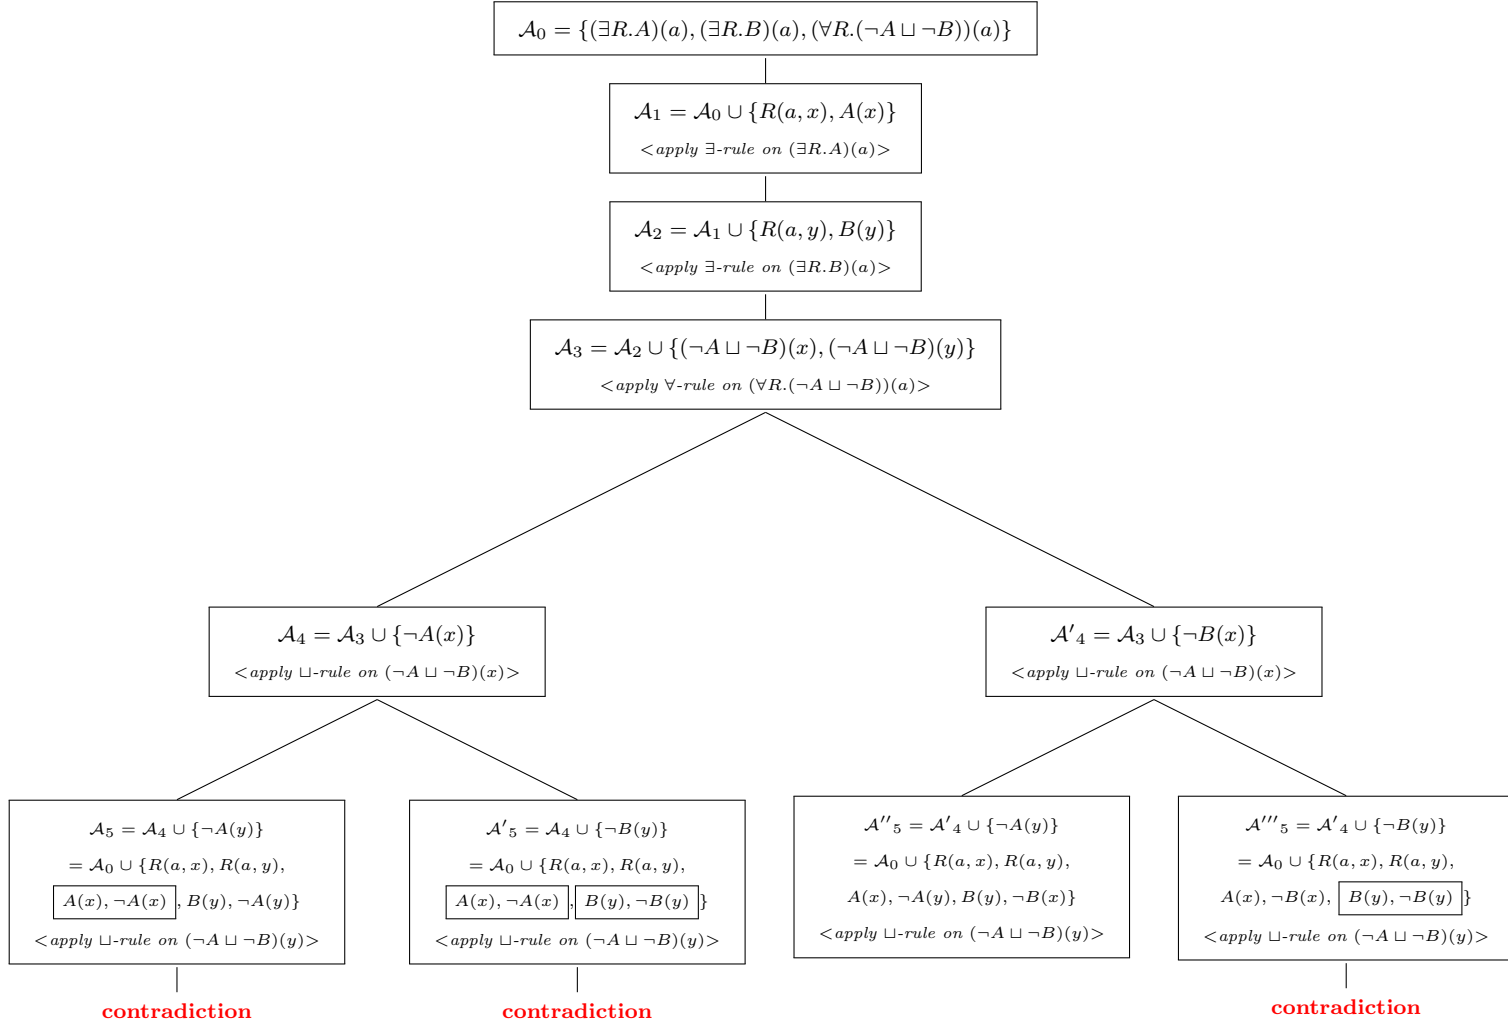 𝒜₀ = {(∃R.A)(a), (∃R.B)(a), (∀R.(¬A ⊔ ¬B))(a)}
𝒜₁ = 𝒜₀ ∪ {R(a, x), A(x)}
<apply ∃-rule on (∃R.A)(a)>
𝒜₂ = 𝒜₁ ∪ {R(a, y), B(y)}
<apply ∃-rule on (∃R.B)(a)>
𝒜₃ = 𝒜₂ ∪ {(¬A ⊔ ¬B)(x), (¬A ⊔ ¬B)(y)}
<apply ∀-rule on (∀R.(¬A ⊔ ¬B))(a)>
𝒜₄ = 𝒜₃ ∪ {¬A(x)}
<apply ⊔-rule on (¬A ⊔ ¬B)(x)>
𝒜′₄ = 𝒜₃ ∪ {¬B(x)}
<apply ⊔-rule on (¬A ⊔ ¬B)(x)>
𝒜₅ = 𝒜₄ ∪ {¬A(y)}
= 𝒜₀ ∪ {R(a, x), R(a, y),
A(x), ¬A(x), B(y), ¬A(y)}
<apply ⊔-rule on (¬A ⊔ ¬B)(y)>
contradiction
𝒜′₅ = 𝒜₄ ∪ {¬B(y)}
= 𝒜₀ ∪ {R(a, x), R(a, y),
A(x), ¬A(x), B(y), ¬B(y)}
<apply ⊔-rule on (¬A ⊔ ¬B)(y)>
contradiction
𝒜′′₅ = 𝒜′₄ ∪ {¬A(y)}
= 𝒜₀ ∪ {R(a, x), R(a, y),
A(x), ¬A(y), B(y), ¬B(x)}
<apply ⊔-rule on (¬A ⊔ ¬B)(y)>
𝒜′′′₅ = 𝒜′₄ ∪ {¬B(y)}
= 𝒜₀ ∪ {R(a, x), R(a, y),
A(x), ¬B(x), B(y), ¬B(y)}
<apply ⊔-rule on (¬A ⊔ ¬B)(y)>
contradiction